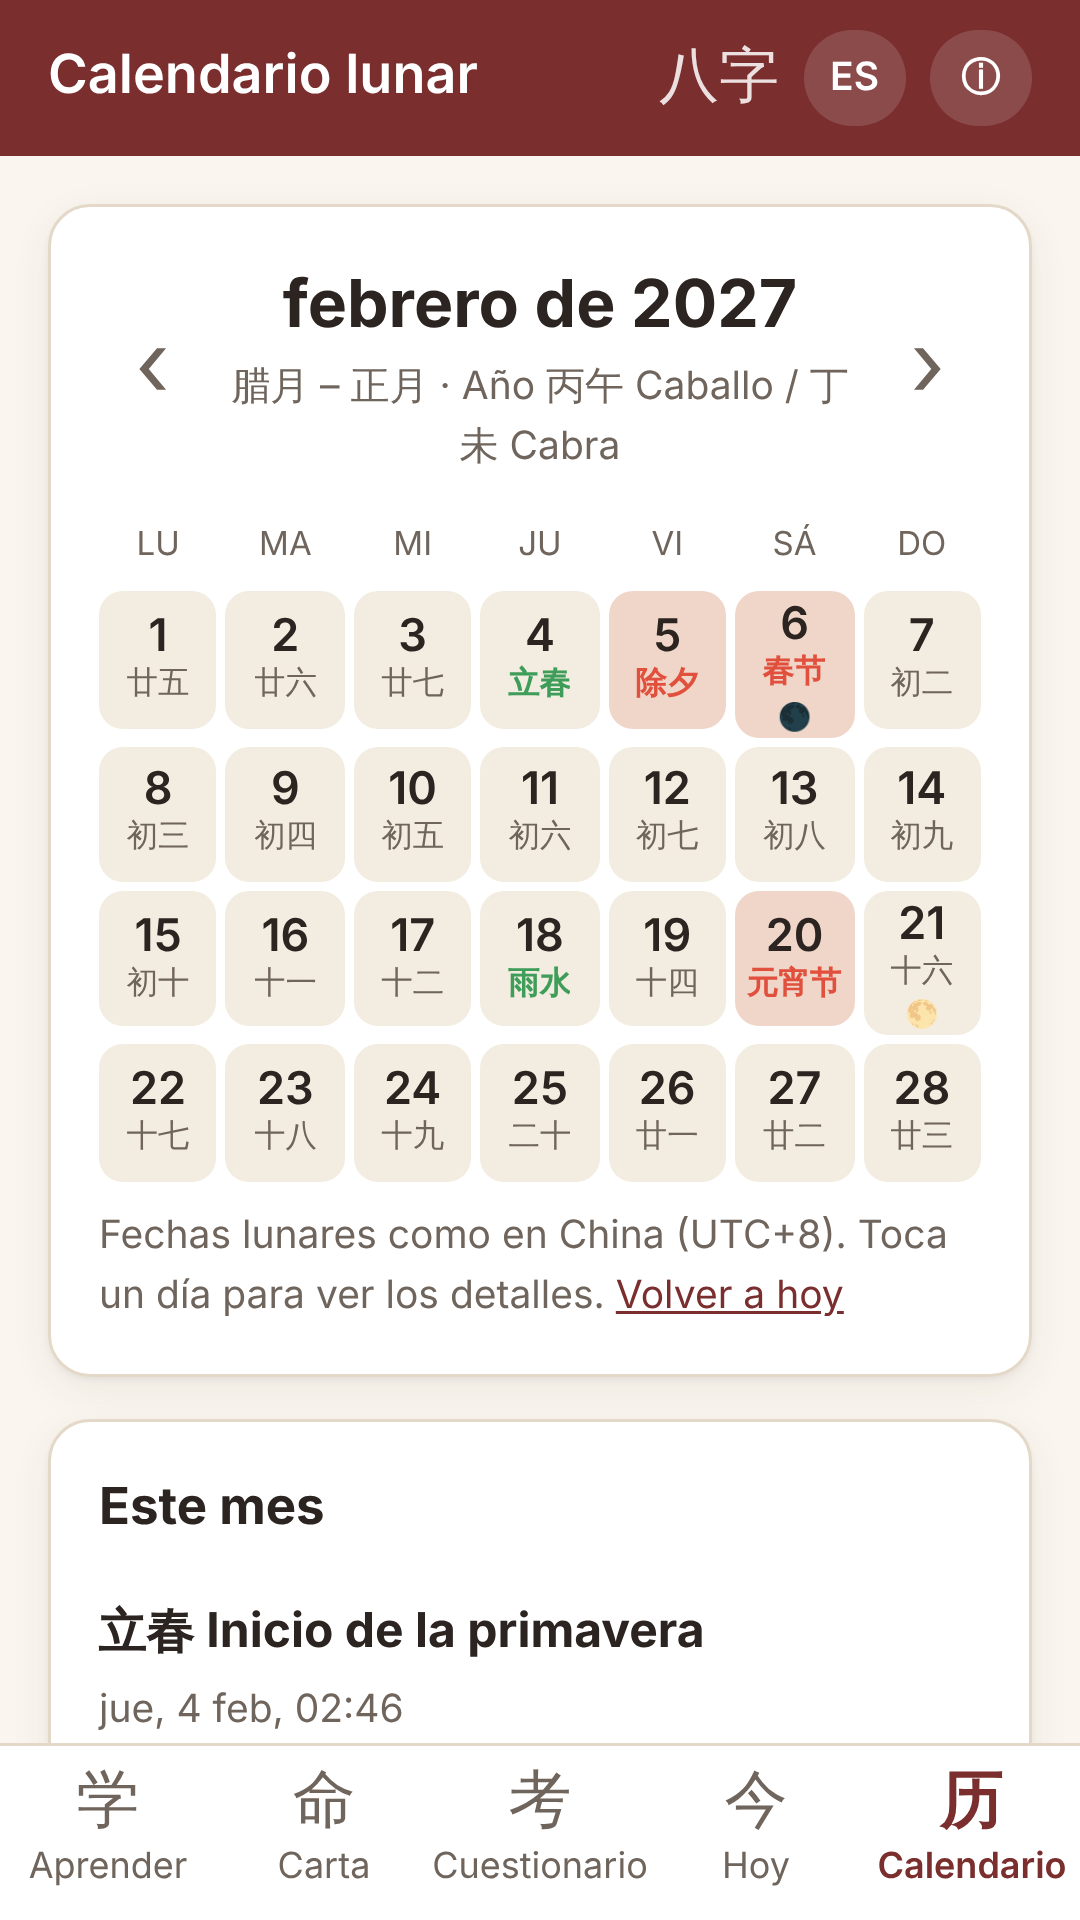 Calendario lunar 八字 ES ⓘ
febrero de 2027
‹ 腊月 – 正月 · Año 丙午 Caballo / 丁 ›
未 Cabra
LU MA MI JU VI SÁ DO
1 2 3 4 5 6 7
廿五 廿六 廿七 立春 除夕 春节 初二
8 9 10 11 12 13 14
初三 初四 初五 初六 初七 初八 初九
15 16 17 18 19 20 21
初十 十一 十二 雨水 十四 元宵节 十六
22 23 24 25 26 27 28
十七 十八 十九 二十 廿一 廿二 廿三
Fechas lunares como en China (UTC+8). Toca
un día para ver los detalles. Volver a hoy
Este mes
立春 Inicio de la primavera
jue, 4 feb, 02:46
学 命 考 今 历
Aprender Carta Cuestionario Hoy Calendario